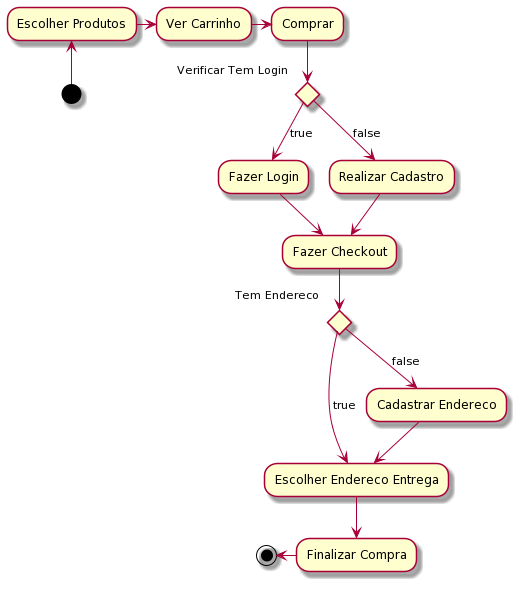 Escolher Produtos
Ver Carrinho
Comprar
Verificar Tem Login
true
false
Fazer Login
Realizar Cadastro
Fazer Checkout
Tem Endereco
false
true
Cadastrar Endereco
Escolher Endereco Entrega
Finalizar Compra